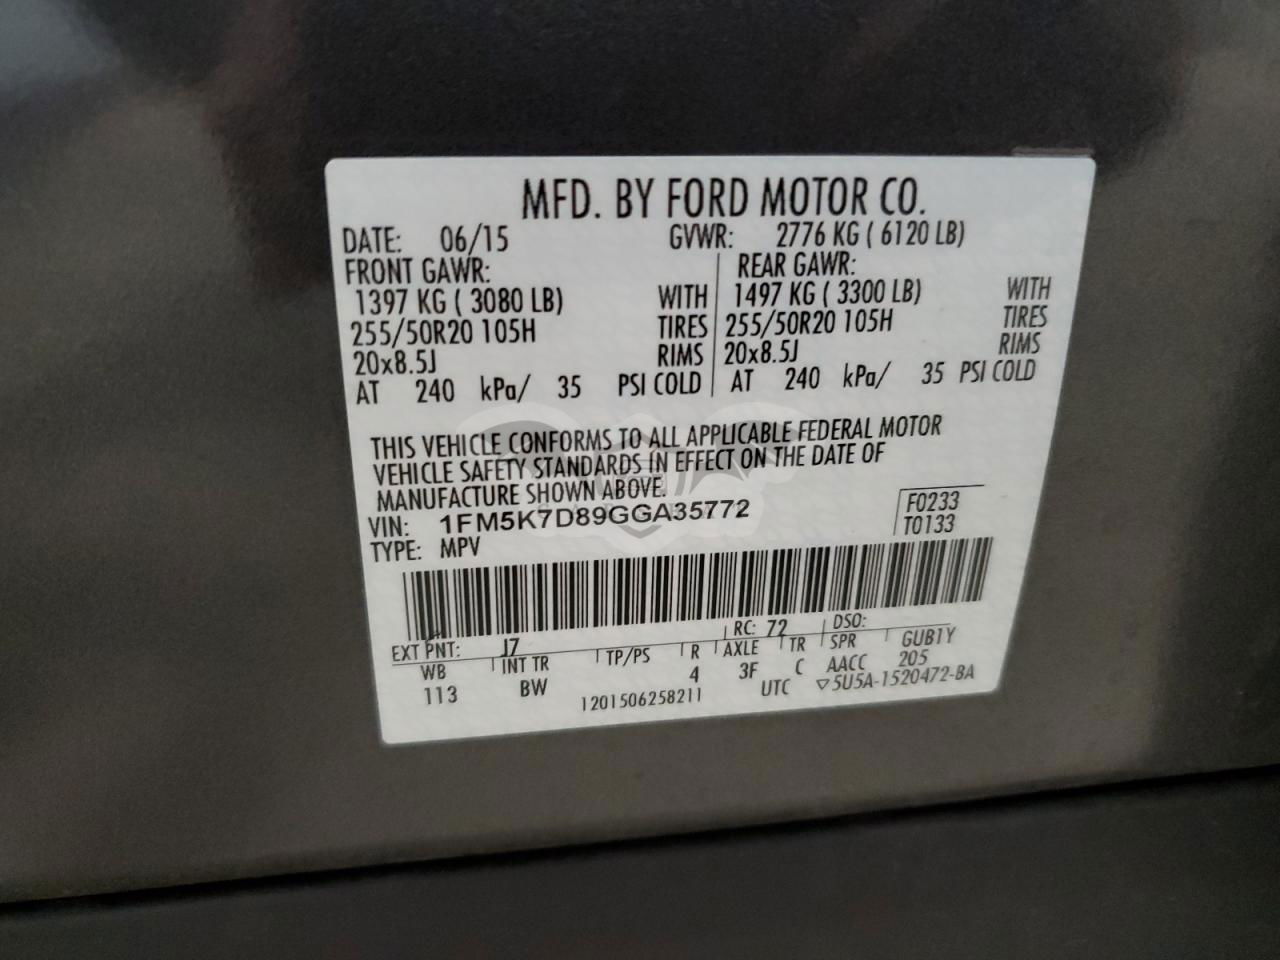 MFD. BY FORD MOTOR CO.
DATE: 06/15 GVWR: 2776 KG ( 6120 LB)
FRONT GAWR: REAR GAWR:
1397 KG ( 3080 LB) WITH 1497 KG ( 3300 LB) WITH
255/50R20 105H TIRES 255/50R20 105H TIRES
20x8.5J RIMS 20x8.5J RIMS
AT 240 kPa/ 35 PSI COLD AT 240 kPa/ 35 PSI COLD
THIS VEHICLE CONFORMS TO ALL APPLICABLE FEDERAL MOTOR
VEHICLE SAFETY STANDARDS IN EFFECT ON THE DATE OF
MANUFACTURE SHOWN ABOVE.
VIN: 1FM5K7D89GGA35772 F0233
TYPE: MPV T0133
EXT PNT: J7 RC: 72 DSO:
WB INT TR TP/PS R AXLE TR SPR GUB1Y
113 BW 4 3F C AACC 205
1201506258211 UTC ▽5U5A-1520472-BA